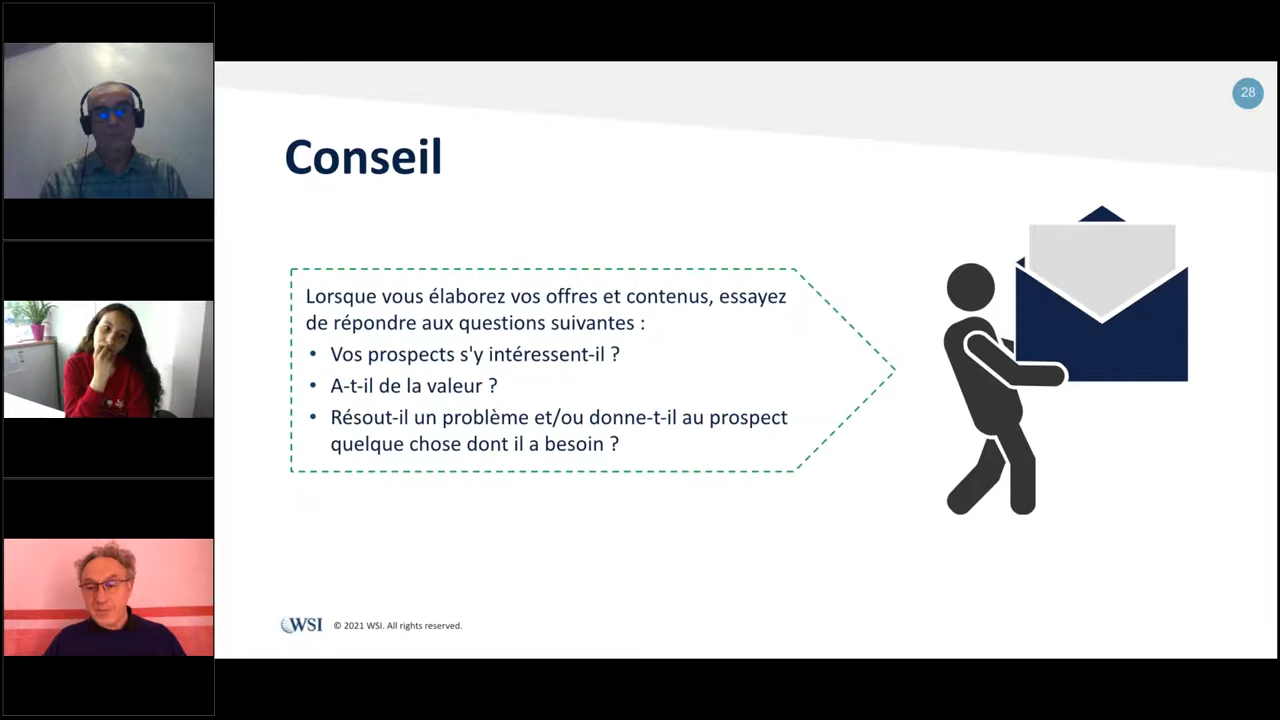 28
Conseil
Lorsque vous élaborez vos offres et contenus, essayez
de répondre aux questions suivantes :
• Vos prospects s'y intéressent-il ?
• A-t-il de la valeur ?
• Résout-il un problème et/ou donne-t-il au prospect
quelque chose dont il a besoin ?
WSI © 2021 WSI. All rights reserved.